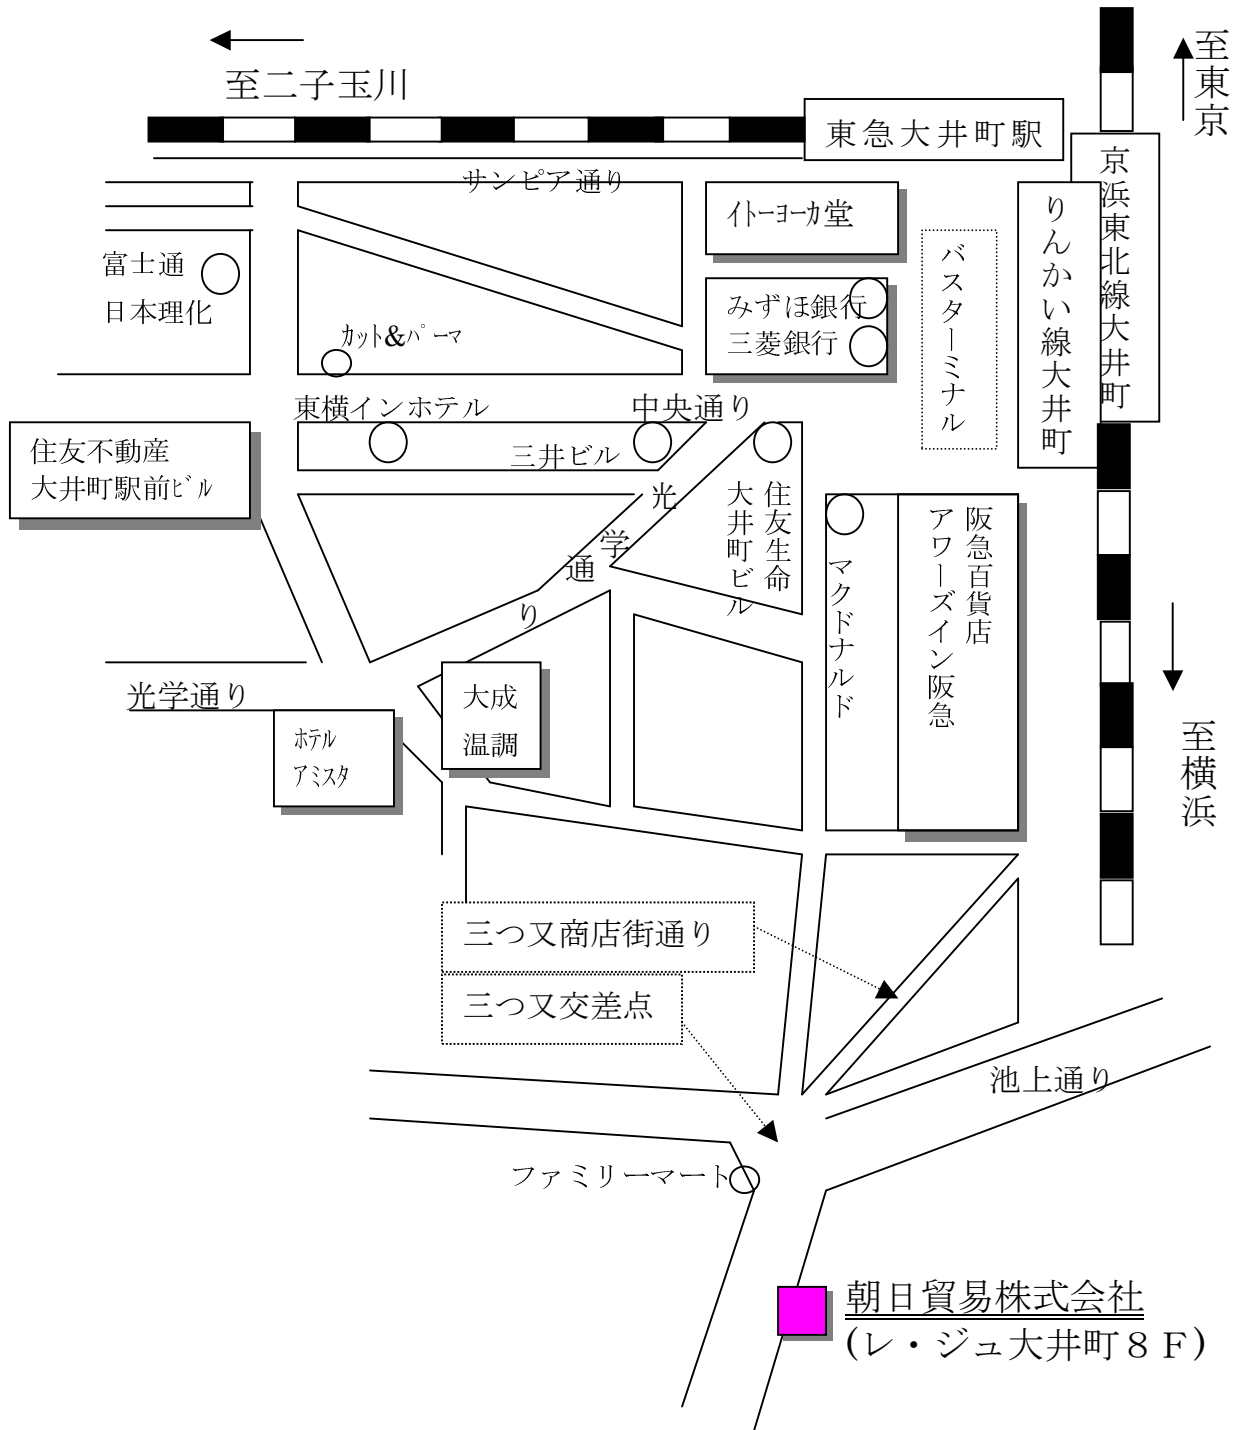 至東京
至二子玉川
東急大井町駅
京浜東北線大井町
サンピア通り
イトーヨーカ堂
りんかい線大井町
バスターミナル
富士通
日本理化
みずほ銀行
三菱銀行
カット&パーマ
東横インホテル
中央通り
住友不動産
大井町駅前ビル
三井ビル
光学通り
住友生命
大井町ビル
マクドナルド
阪急百貨店
アワーズイン阪急
光学通り
大成
温調
ホテル
アミスタ
至横浜
三つ又商店街通り
三つ又交差点
池上通り
ファミリーマート
朝日貿易株式会社
(レ・ジュ大井町８Ｆ)